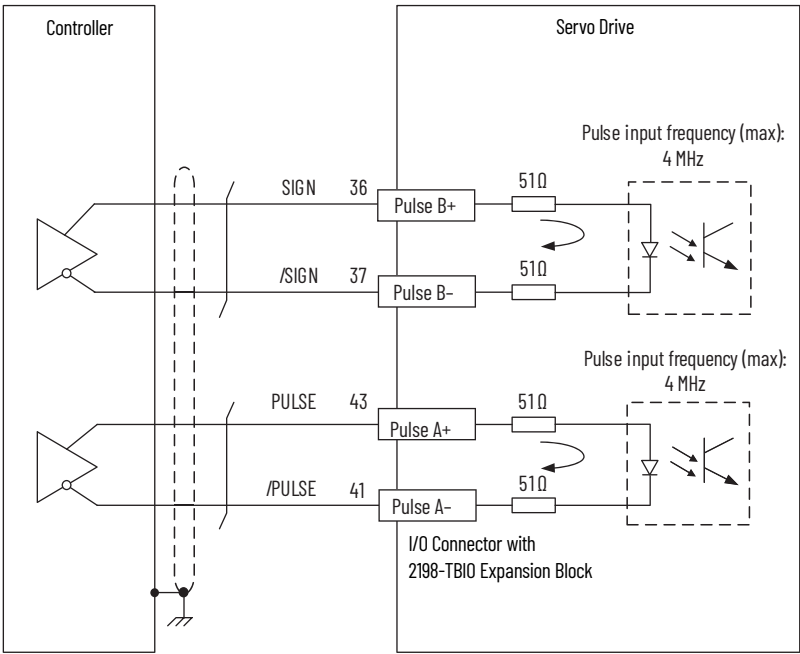 Controller
Servo Drive
Pulse input frequency (max):
4 MHz
SIGN 36
Pulse B+
51Ω
/SIGN 37
Pulse B-
51Ω
Pulse input frequency (max):
4 MHz
PULSE 43
Pulse A+
51Ω
/PULSE 41
Pulse A-
51Ω
I/O Connector with
2198-TBIO Expansion Block